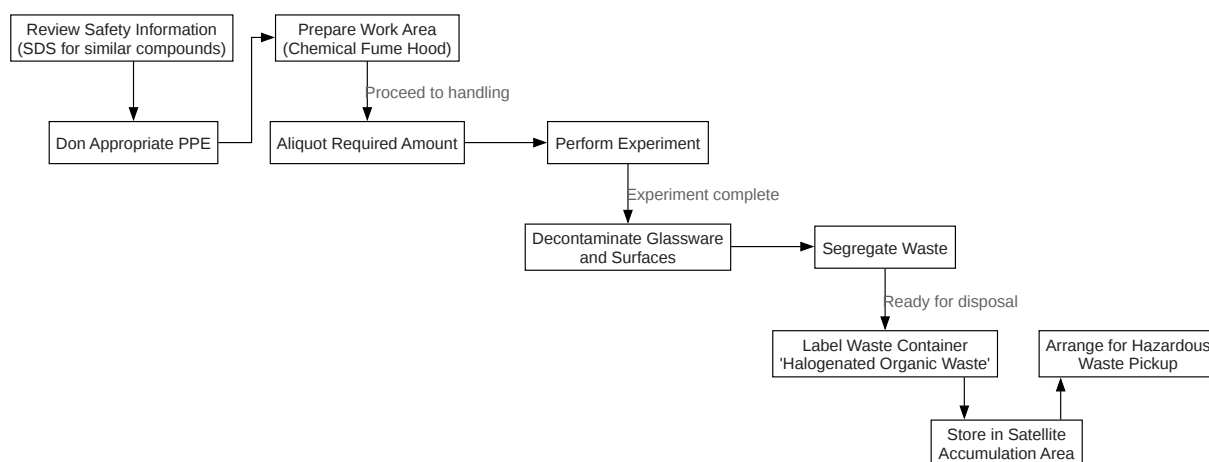 Review Safety Information
(SDS for similar compounds)
Don Appropriate PPE
Prepare Work Area
(Chemical Fume Hood)
Proceed to handling
Aliquot Required Amount
Perform Experiment
Experiment complete
Decontaminate Glassware
and Surfaces
Segregate Waste
Ready for disposal
Label Waste Container
'Halogenated Organic Waste'
Store in Satellite
Accumulation Area
Arrange for Hazardous
Waste Pickup